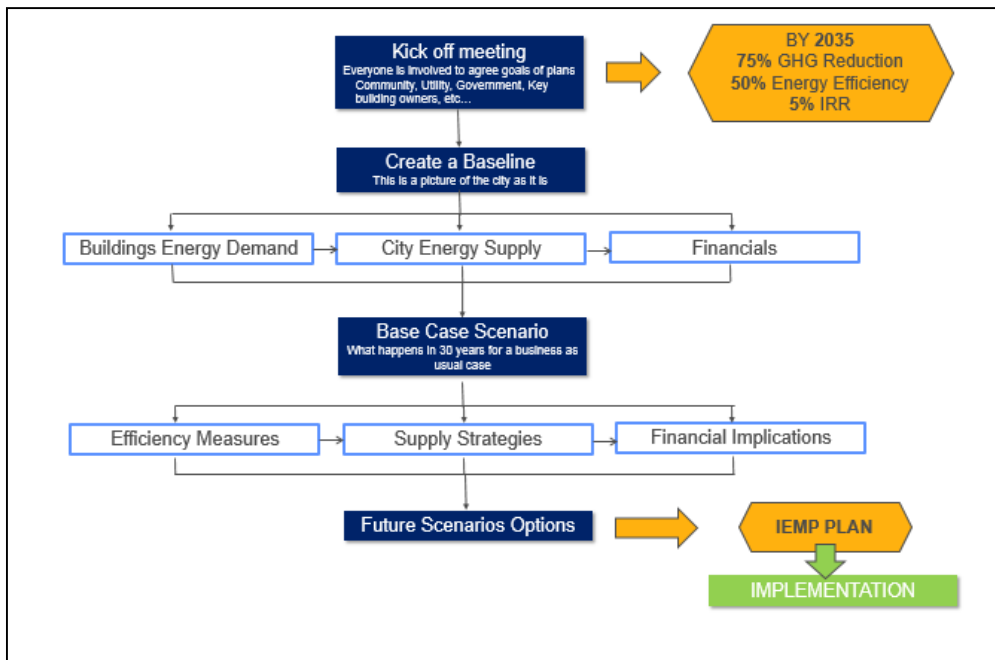 Kick off meeting
Everyone is involved to agree goals of plans
Community, Utility, Government, Key
building owners, etc...
BY 2035
75% GHG Reduction
50% Energy Efficiency
5% IRR
Create a Baseline
This is a picture of the city as it is
Buildings Energy Demand
City Energy Supply
Financials
Base Case Scenario
What happens in 30 years for a business as
usual case
Efficiency Measures
Supply Strategies
Financial Implications
Future Scenarios Options
IEMP PLAN
IMPLEMENTATION